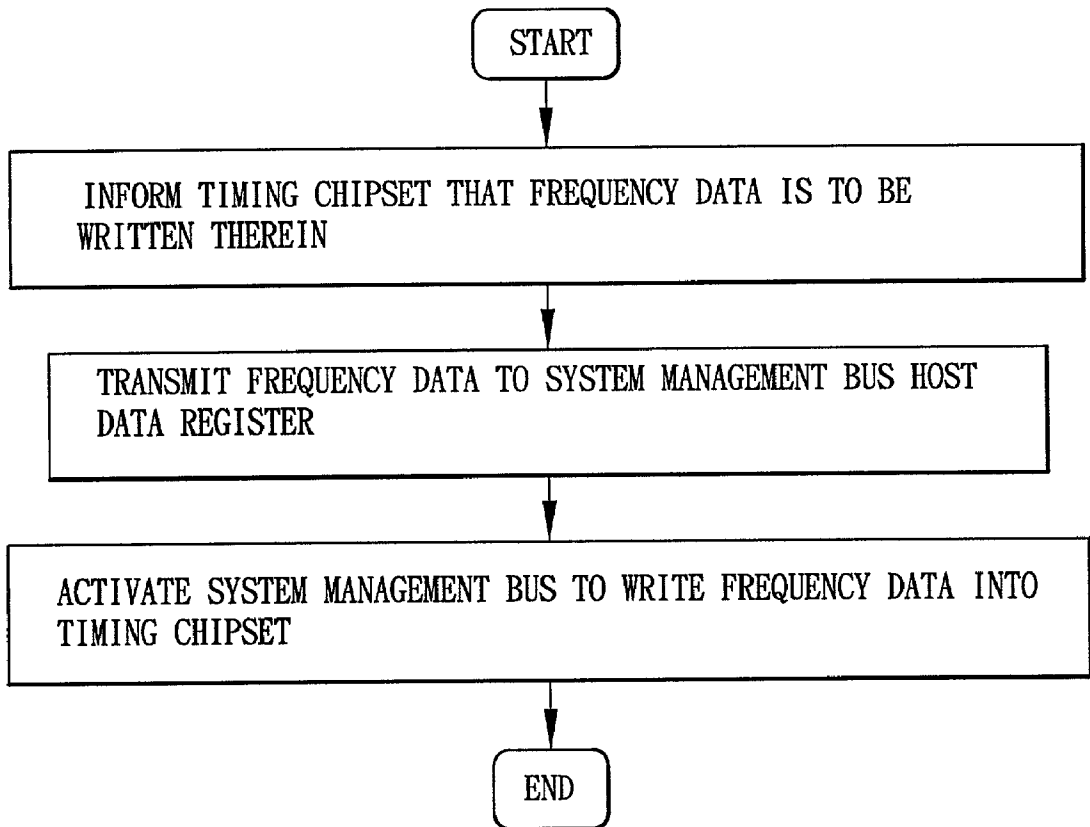 START
INFORM TIMING CHIPSET THAT FREQUENCY DATA IS TO BE
WRITTEN THEREIN
TRANSMIT FREQUENCY DATA TO SYSTEM MANAGEMENT BUS HOST
DATA REGISTER
ACTIVATE SYSTEM MANAGEMENT BUS TO WRITE FREQUENCY DATA INTO
TIMING CHIPSET
END